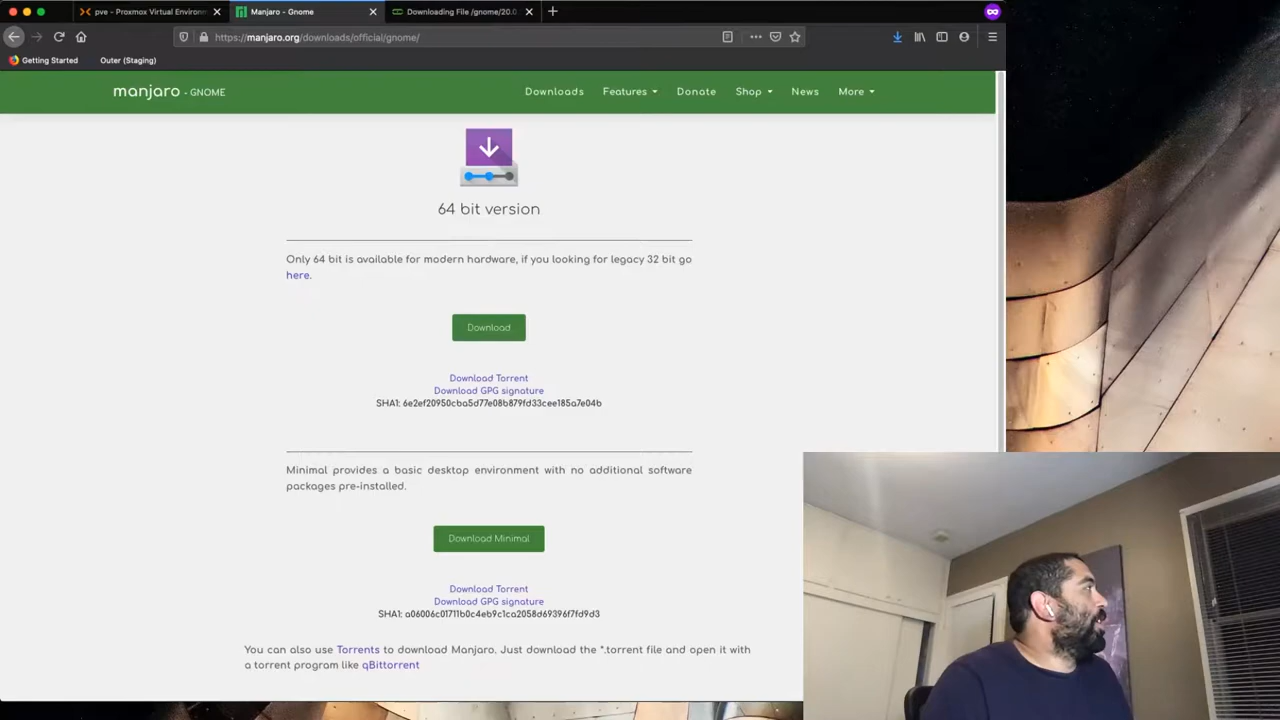 pve - Proxmox Virtual Environ
Manjaro - Gnome
Downloading File /gnome/20.0
https://manjaro.org/downloads/official/gnome/
Getting Started
Outer (Staging)
manjaro - GNOME
Downloads
Features
Donate
Shop
News
More
64 bit version
Only 64 bit is available for modern hardware, if you looking for legacy 32 bit go
here.
Download
Download Torrent
Download GPG signature
SHA1: 6e2ef20950cba5d77e08b879fd33cee185a7e04b
Minimal provides a basic desktop environment with no additional software
packages pre-installed.
Download Minimal
Download Torrent
Download GPG signature
SHA1: a06006c01711b0c4eb9c1ca2058d69396f7fd9d3
You can also use Torrents to download Manjaro. Just download the *.torrent file and open it with
a torrent program like qBittorrent